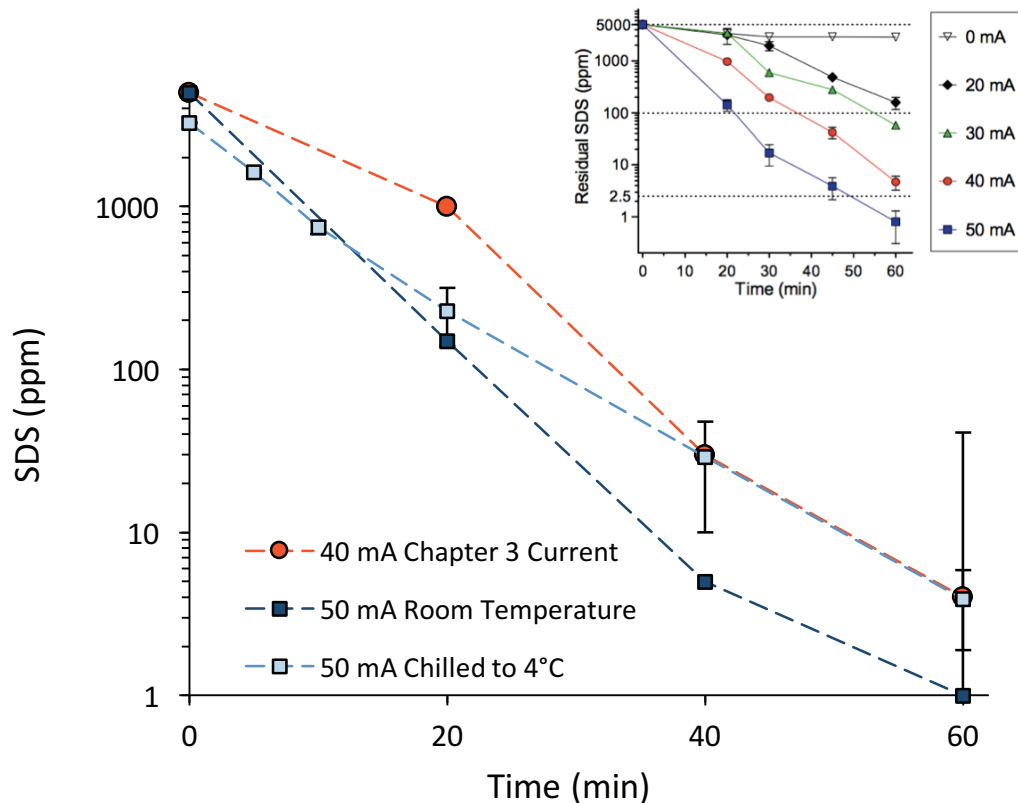 5000
1000
100
10
2.5
1
Residual SDS (ppm)
0 10 20 30 40 50 60
Time (min)
0 mA
20 mA
30 mA
40 mA
50 mA
1000
100
10
1
SDS (ppm)
40 mA Chapter 3 Current
50 mA Room Temperature
50 mA Chilled to 4°C
0 20 40 60
Time (min)